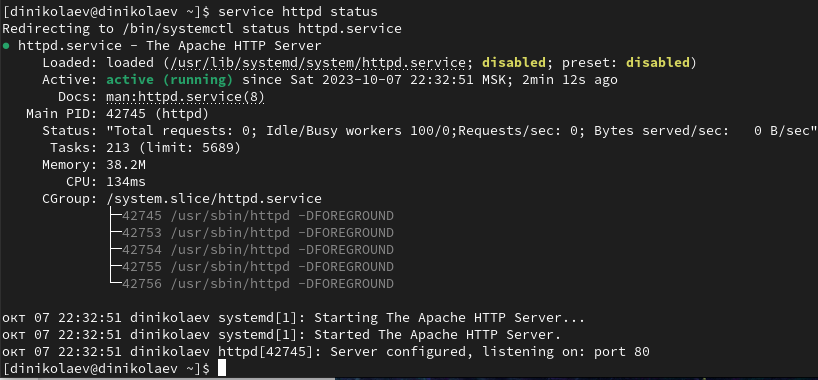 [dinikolaev@dinikolaev ~]$ service httpd status
Redirecting to /bin/systemctl status httpd.service
● httpd.service – The Apache HTTP Server
     Loaded: loaded (/usr/lib/systemd/system/httpd.service; disabled; preset: disabled)
     Active: active (running) since Sat 2023-10-07 22:32:51 MSK; 2min 12s ago
       Docs: man:httpd.service(8)
   Main PID: 42745 (httpd)
     Status: "Total requests: 0; Idle/Busy workers 100/0;Requests/sec: 0; Bytes served/sec:   0 B/sec"
      Tasks: 213 (limit: 5689)
     Memory: 38.2M
        CPU: 134ms
     CGroup: /system.slice/httpd.service
             ├─42745 /usr/sbin/httpd -DFOREGROUND
             ├─42753 /usr/sbin/httpd -DFOREGROUND
             ├─42754 /usr/sbin/httpd -DFOREGROUND
             ├─42755 /usr/sbin/httpd -DFOREGROUND
             └─42756 /usr/sbin/httpd -DFOREGROUND
окт 07 22:32:51 dinikolaev systemd[1]: Starting The Apache HTTP Server...
окт 07 22:32:51 dinikolaev systemd[1]: Started The Apache HTTP Server.
окт 07 22:32:51 dinikolaev httpd[42745]: Server configured, listening on: port 80
[dinikolaev@dinikolaev ~]$